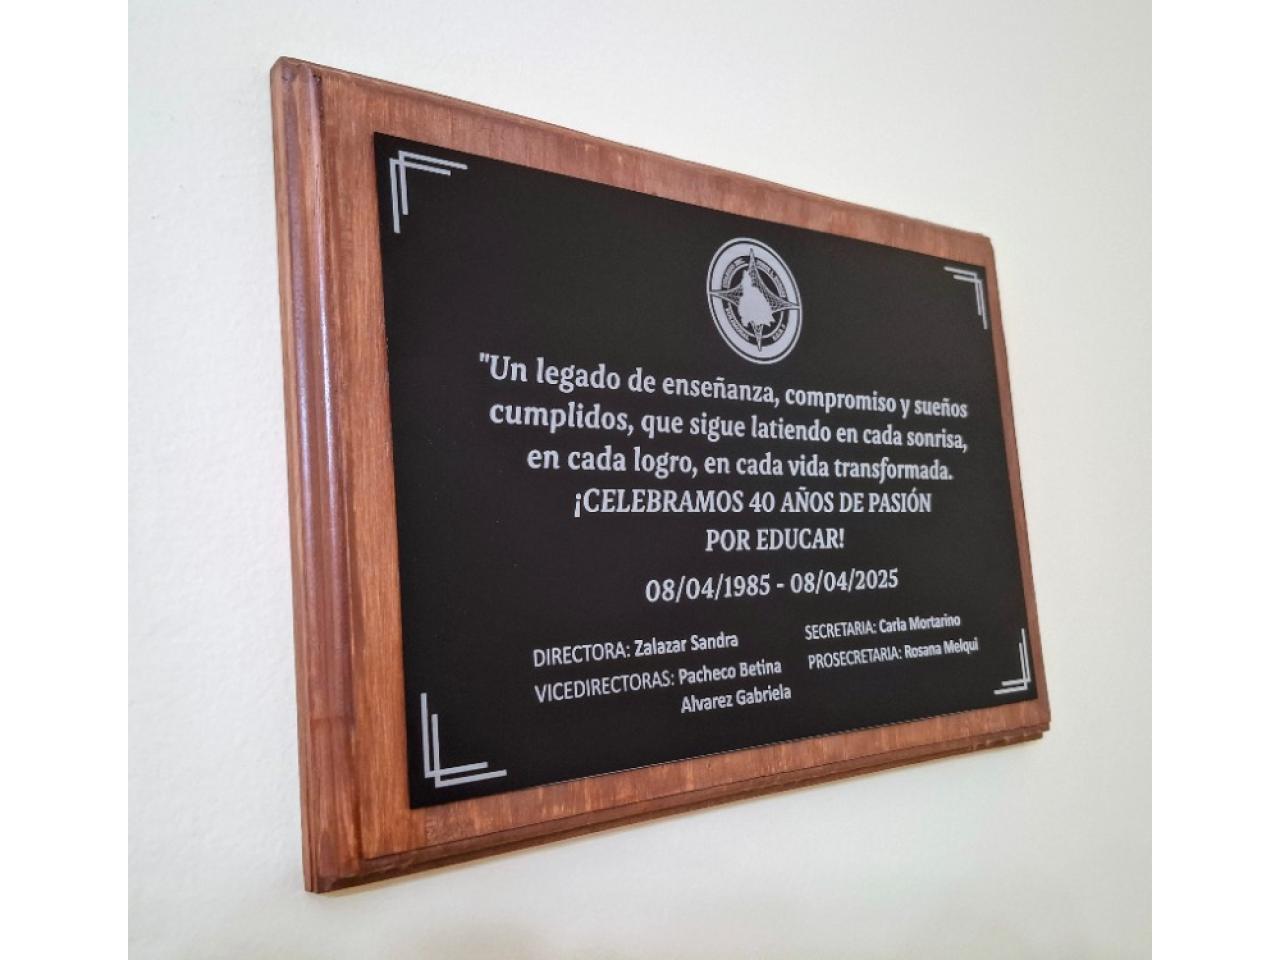 "Un legado de enseñanza, compromiso y sueños
cumplidos, que sigue latiendo en cada sonrisa,
en cada logro, en cada vida transformada.
¡CELEBRAMOS 40 AÑOS DE PASIÓN
POR EDUCAR!
08/04/1985 - 08/04/2025
DIRECTORA: Zalazar Sandra
VICEDIRECTORAS: Pacheco Betina
Alvarez Gabriela
SECRETARIA: Carla Mortarino
PROSECRETARIA: Rosana Melqui